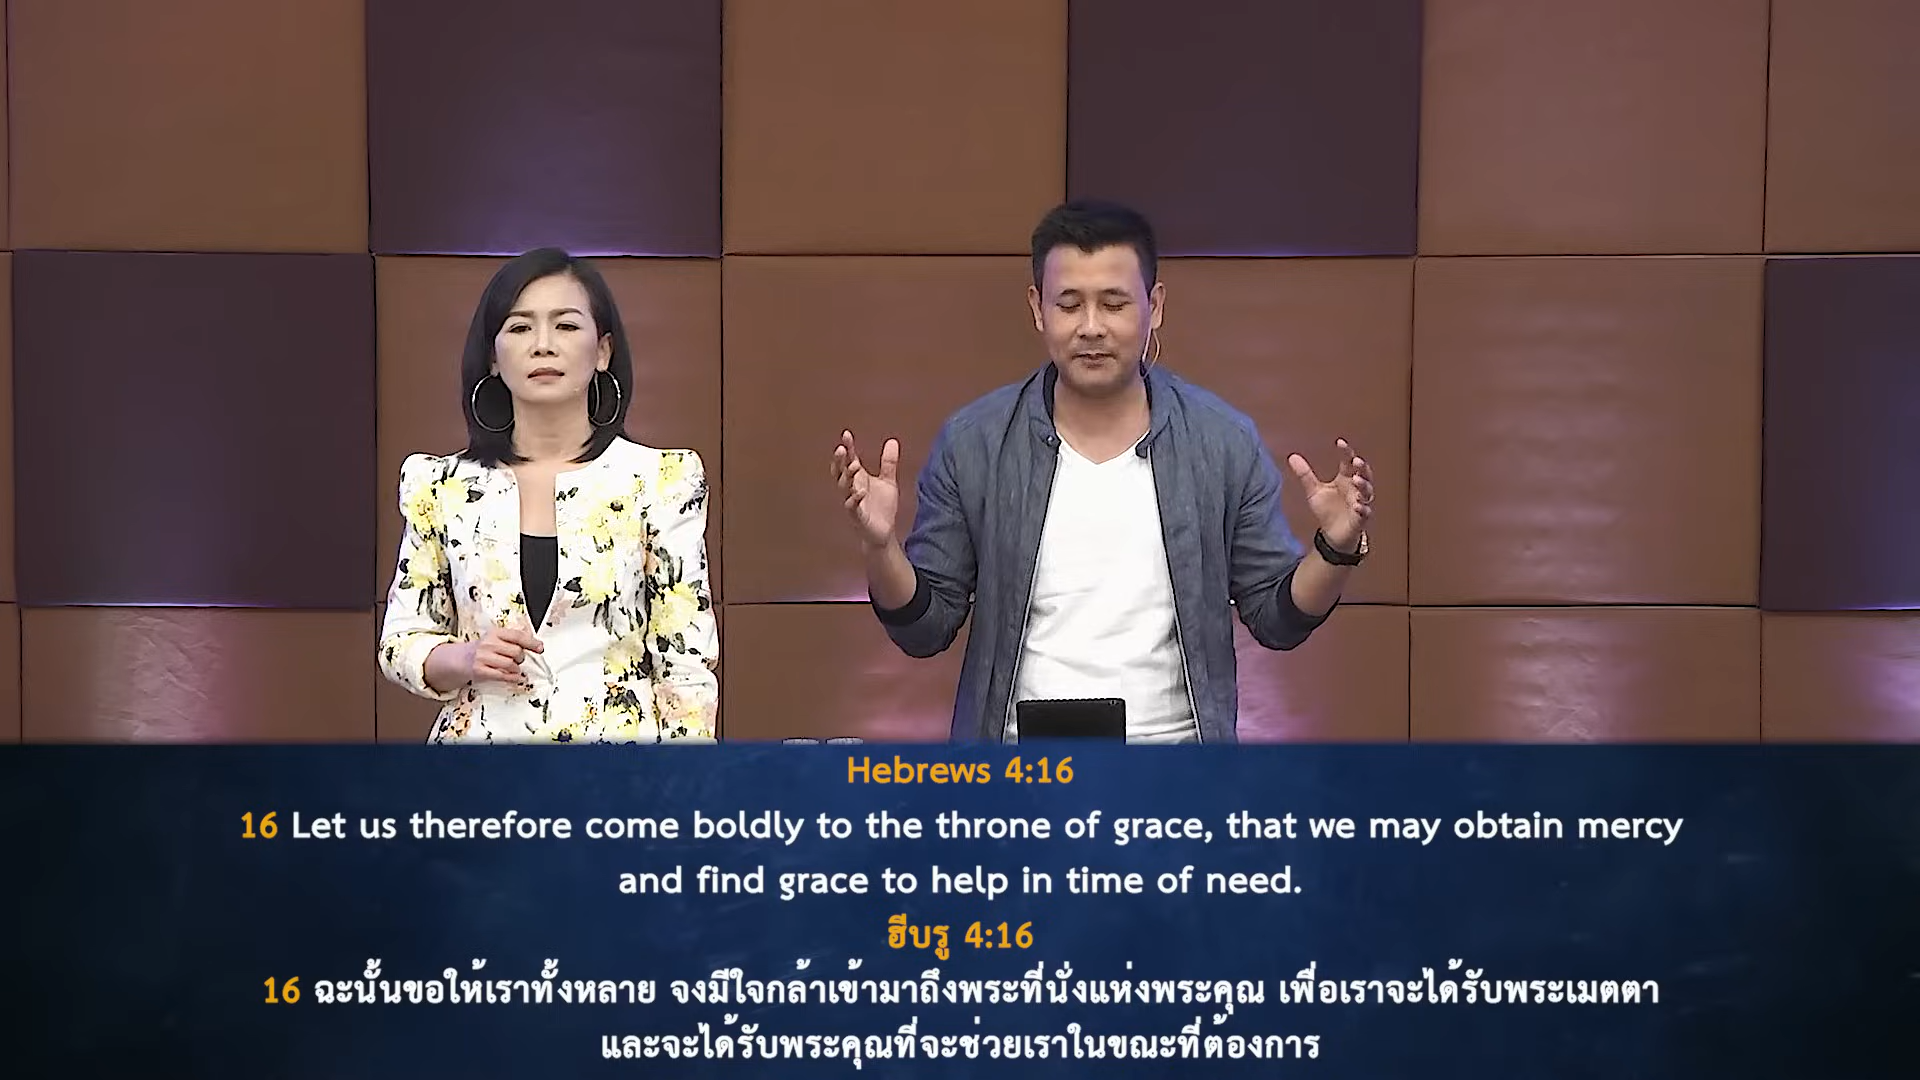 Hebrews 4:16
16 Let us therefore come boldly to the throne of grace, that we may obtain mercy
and find grace to help in time of need.
ฮีบรู 4:16
16 ฉะนั้นขอให้เราทั้งหลาย จงมีใจกล้าเข้ามาถึงพระที่นั่งแห่งพระคุณ เพื่อเราจะได้รับพระเมตตา
และจะได้รับพระคุณที่จะช่วยเราในขณะที่ต้องการ